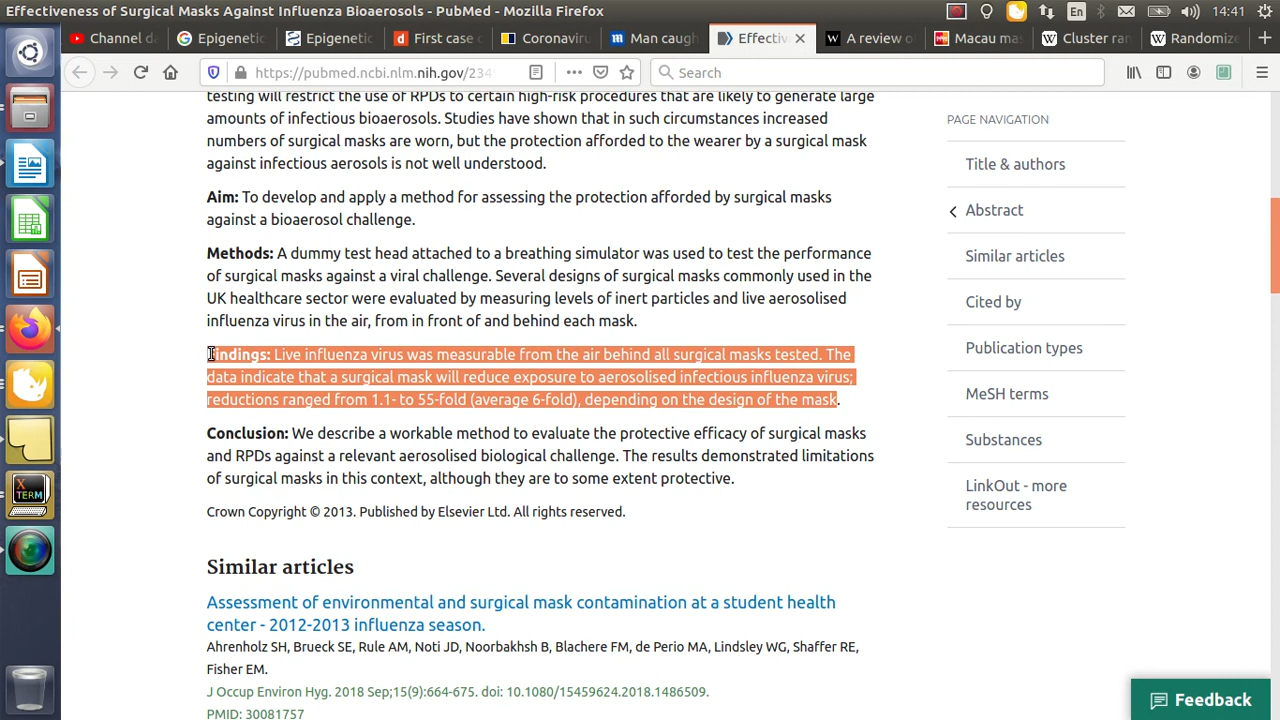 Effectiveness of Surgical Masks Against Influenza Bioaerosols - PubMed - Mozilla Firefox
En
14:41
Channel da
Epigenetic
Epigenetic
First case o
Coronaviru
Man caugh
Effectiv
A review o
Macau ma
Cluster ran
Randomize
https://pubmed.ncbi.nlm.nih.gov/234
Search
testing will restrict the use of RPDs to certain high-risk procedures that are likely to generate large
amounts of infectious bioaerosols. Studies have shown that in such circumstances increased
numbers of surgical masks are worn, but the protection afforded to the wearer by a surgical mask
against infectious aerosols is not well understood.
Aim: To develop and apply a method for assessing the protection afforded by surgical masks
against a bioaerosol challenge.
Methods: A dummy test head attached to a breathing simulator was used to test the performance
of surgical masks against a viral challenge. Several designs of surgical masks commonly used in the
UK healthcare sector were evaluated by measuring levels of inert particles and live aerosolised
influenza virus in the air, from in front of and behind each mask.
Findings: Live influenza virus was measurable from the air behind all surgical masks tested. The
data indicate that a surgical mask will reduce exposure to aerosolised infectious influenza virus;
reductions ranged from 1.1- to 55-fold (average 6-fold), depending on the design of the mask.
Conclusion: We describe a workable method to evaluate the protective efficacy of surgical masks
and RPDs against a relevant aerosolised biological challenge. The results demonstrated limitations
of surgical masks in this context, although they are to some extent protective.
Crown Copyright © 2013. Published by Elsevier Ltd. All rights reserved.
Similar articles
Assessment of environmental and surgical mask contamination at a student health
center - 2012-2013 influenza season.
Ahrenholz SH, Brueck SE, Rule AM, Noti JD, Noorbakhsh B, Blachere FM, de Perio MA, Lindsley WG, Shaffer RE,
Fisher EM.
J Occup Environ Hyg. 2018 Sep;15(9):664-675. doi: 10.1080/15459624.2018.1486509.
PMID: 30081757
PAGE NAVIGATION
Title & authors
Abstract
Similar articles
Cited by
Publication types
MeSH terms
Substances
LinkOut - more
resources
Feedback
X
TERM